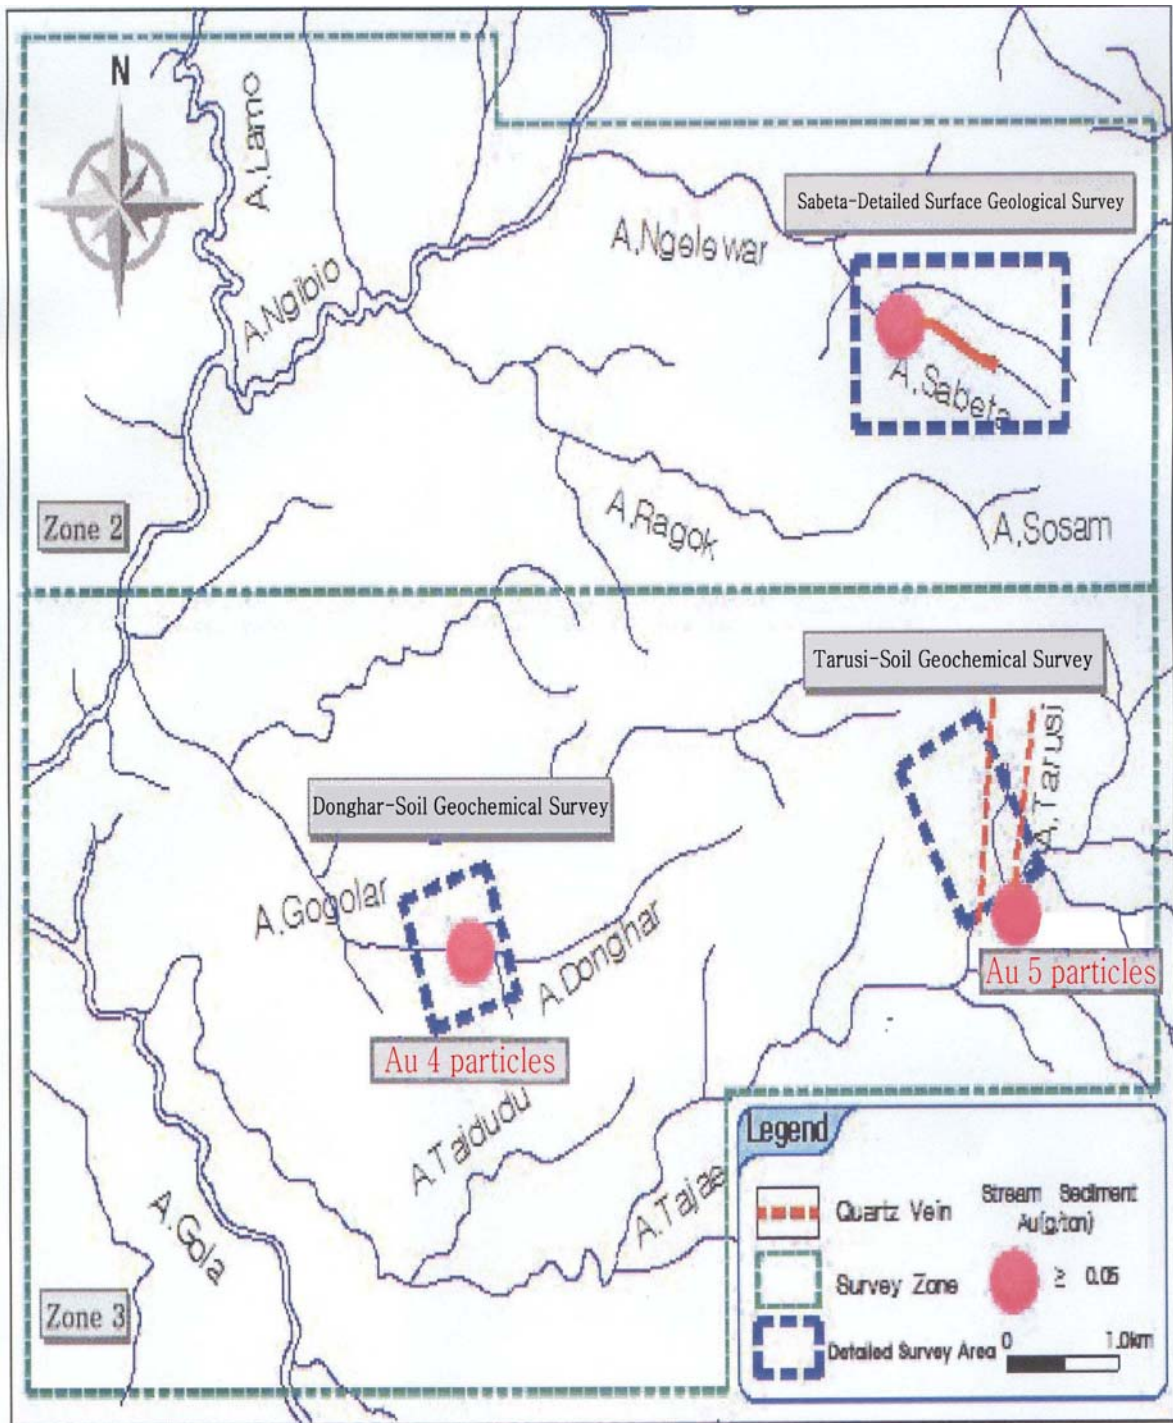 N
A.Lamo
A.Ngibio
A.Ngelewar
Sabeta-Detailed Surface Geological Survey
A.Sabeta
A.Ragok
A.Sosam
Zone 2
Tarusi-Soil Geochemical Survey
A.Tarusi
Donghar-Soil Geochemical Survey
A.Gogolar
A.Donghar
Au 5 particles
Au 4 particles
A.Taidudu
A.Tajae
A.Gola
Zone 3
Legend
Quartz Vein
Survey Zone
Detailed Survey Area
Stream Sediment
Au(g/ton)
≥ 0.05
0 1.0km